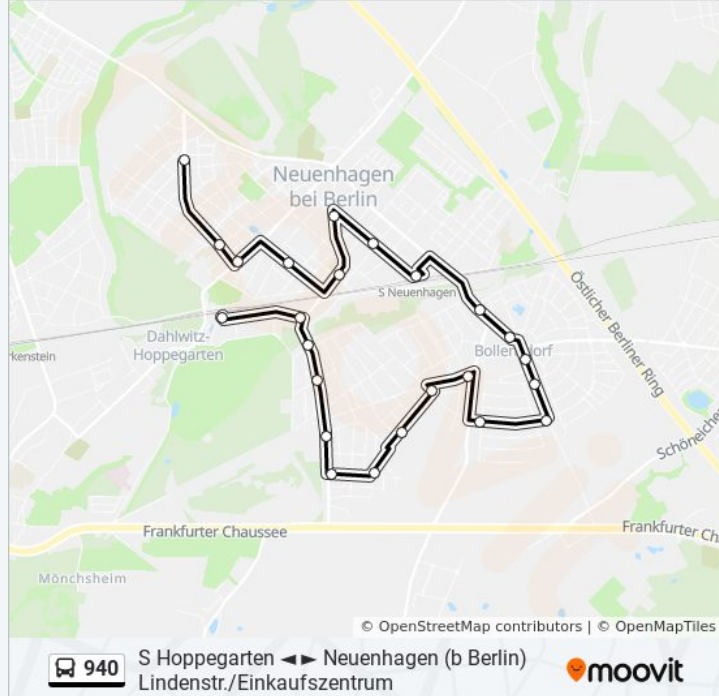 Neuenhagen
bei Berlin
S Neuenhagen
Östlicher Berliner Ring
Dahlwitz-
Hoppegarten
rkenstein
Bollensdorf
Schöneiche
Frankfurter Chaussee
Frankfurter Ch
Mönchsheim
© OpenStreetMap contributors | © OpenMapTiles
940
S Hoppegarten ◄► Neuenhagen (b Berlin)
Lindenstr./Einkaufszentrum
moovit